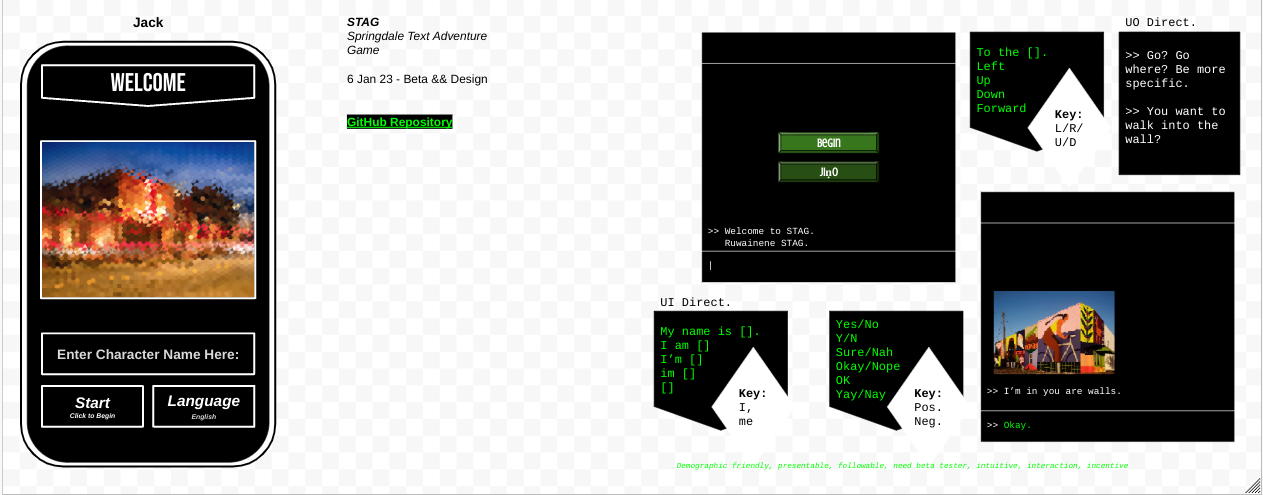 Jack
WELCOME
Enter Character Name Here:
Start
Click to Begin
Language
English
STAG
Springdale Text Adventure
Game
6 Jan 23 - Beta && Design
GitHub Repository
BEGIN
>> Welcome to STAG.
Ruwainene STAG.
|
To the [].
Left
Up
Down
Forward
Key:
L/R/
U/D
UO Direct.
>> Go? Go
where? Be more
specific.
>> You want to
walk into the
wall?
UI Direct.
My name is [].
I am []
I’m []
im []
[]
Key:
I,
me
Yes/No
Y/N
Sure/Nah
Okay/Nope
OK
Yay/Nay
Key:
Pos.
Neg.
>> I’m in you are walls.
>> Okay.
Demographic friendly, presentable, followable, need beta tester, intuitive, interaction, incentive